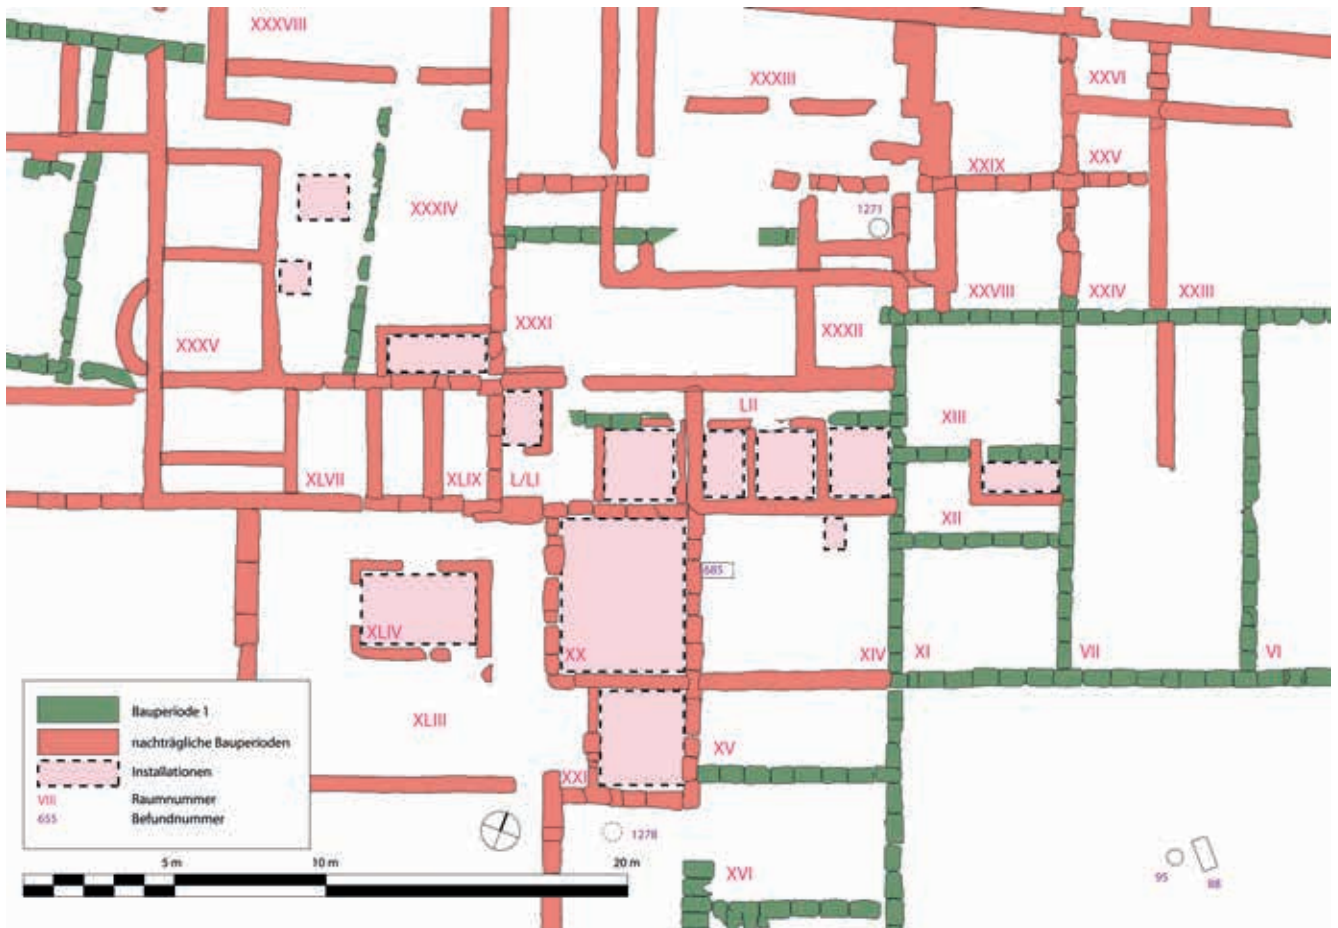 XXXVIII
XXXIII
XXVI
XXV
XXIX
XXXIV
1271
XXVIII
XXIV
XXIII
XXXI
XXXII
XXXV
LII
XIII
XLVII
XLIX
L/LI
XII
685
XLIV
XX
XIV
XI
VII
VI
XLIII
XV
XXI
1278
XVI
95
88
Bauperiode 1
nachträgliche Bauperioden
Installationen
VIII Raumnummer
655 Befundnummer
5 m 10 m 20 m